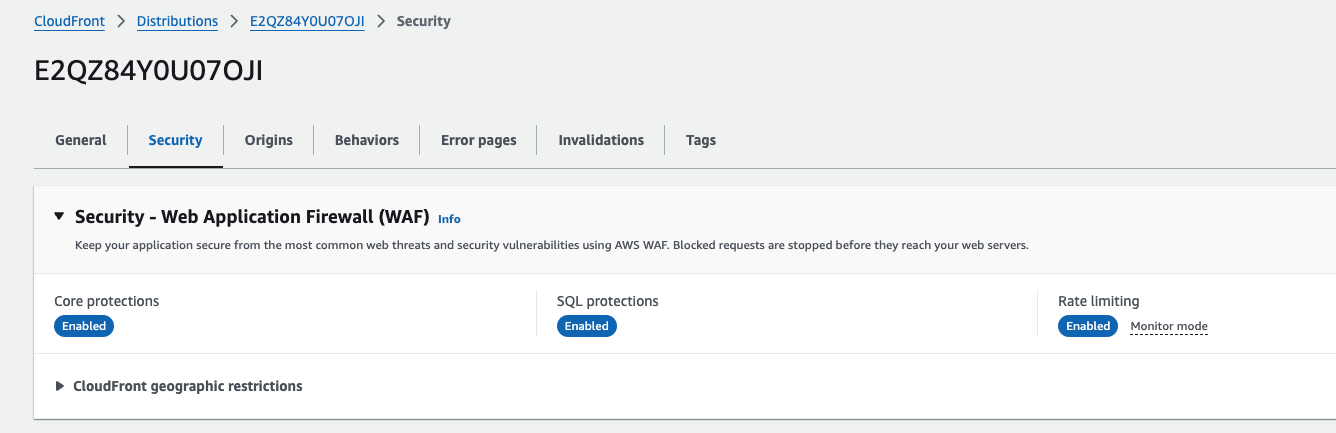 CloudFront > Distributions > E2QZ84Y0U07OJI > Security
E2QZ84Y0U07OJI
General Security Origins Behaviors Error pages Invalidations Tags
Security - Web Application Firewall (WAF) Info
Keep your application secure from the most common web threats and security vulnerabilities using AWS WAF. Blocked requests are stopped before they reach your web servers.
Core protections
Enabled
SQL protections
Enabled
Rate limiting
Enabled Monitor mode
CloudFront geographic restrictions